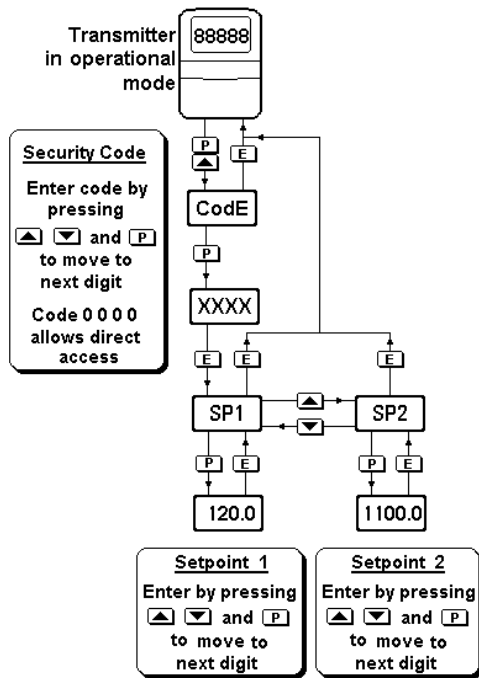 88888
Transmitter
in operational
mode
P
E
Security Code
Enter code by
pressing
and P
to move to
next digit
Code 0 0 0 0
allows direct
access
CodE
P
XXXX
E E E
SP1 SP2
P E P E
120.0 1100.0
Setpoint 1
Enter by pressing
and P
to move to
next digit
Setpoint 2
Enter by pressing
and P
to move to
next digit